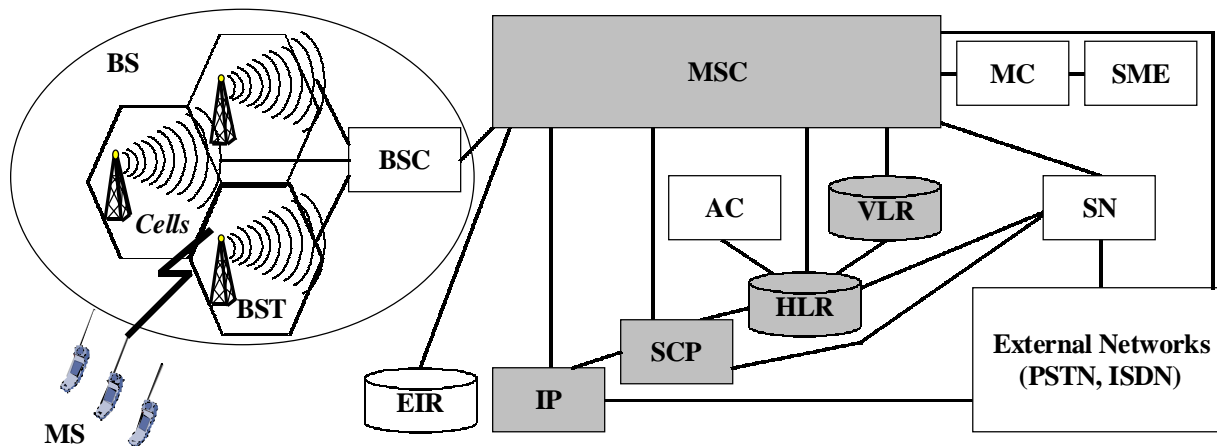 BS
MSC
MC
SME
BSC
AC
VLR
SN
Cells
BST
HLR
SCP
External Networks
(PSTN, ISDN)
EIR
IP
MS